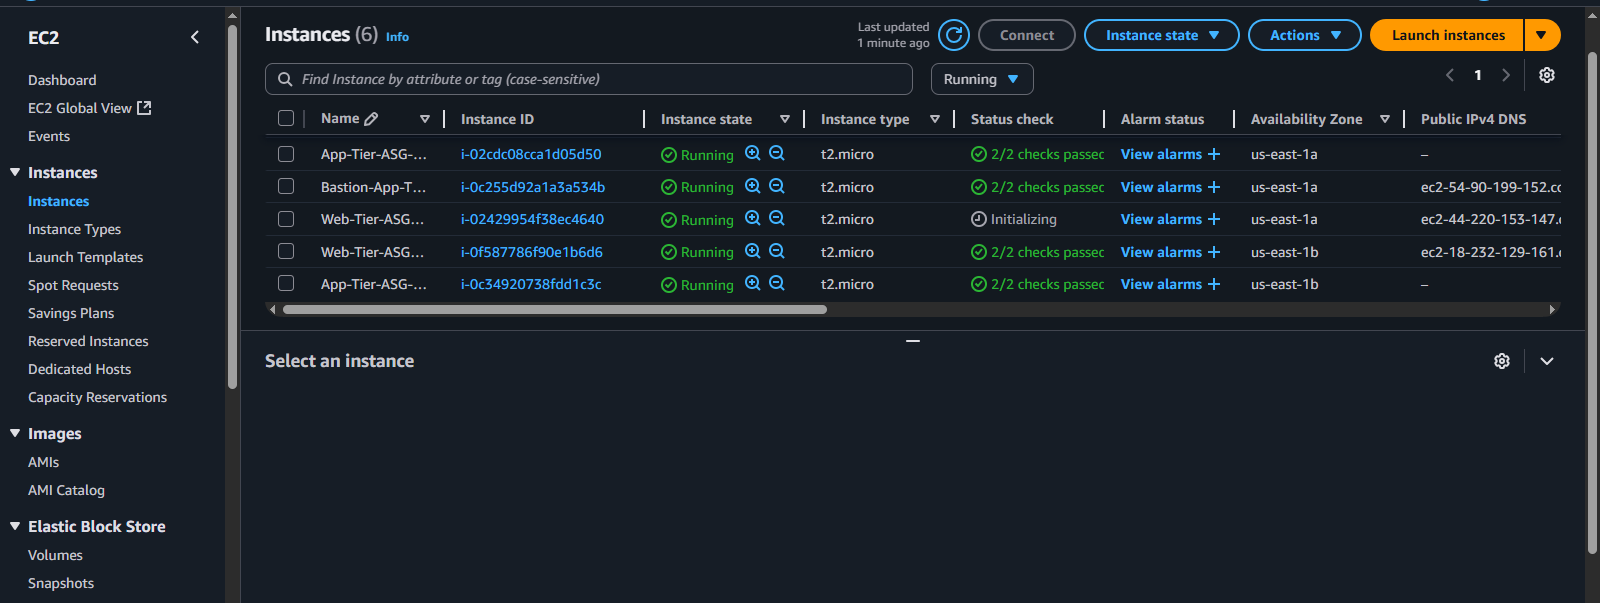 EC2
Dashboard
EC2 Global View
Events
Instances
Instances
Instance Types
Launch Templates
Spot Requests
Savings Plans
Reserved Instances
Dedicated Hosts
Capacity Reservations
Images
AMIs
AMI Catalog
Elastic Block Store
Volumes
Snapshots
Instances (6) Info
Last updated
1 minute ago
Connect
Instance state
Actions
Launch instances
Find Instance by attribute or tag (case-sensitive)
Running
1
Name Instance ID Instance state Instance type Status check Alarm status Availability Zone Public IPv4 DNS
App-Tier-ASG-... i-02cdc08cca1d05d50 Running t2.micro 2/2 checks passec View alarms + us-east-1a –
Bastion-App-T... i-0c255d92a1a3a534b Running t2.micro 2/2 checks passec View alarms + us-east-1a ec2-54-90-199-152.cc
Web-Tier-ASG... i-02429954f38ec4640 Running t2.micro Initializing View alarms + us-east-1a ec2-44-220-153-147.
Web-Tier-ASG... i-0f587786f90e1b6d6 Running t2.micro 2/2 checks passec View alarms + us-east-1b ec2-18-232-129-161.
App-Tier-ASG-... i-0c34920738fdd1c3c Running t2.micro 2/2 checks passec View alarms + us-east-1b –
Select an instance